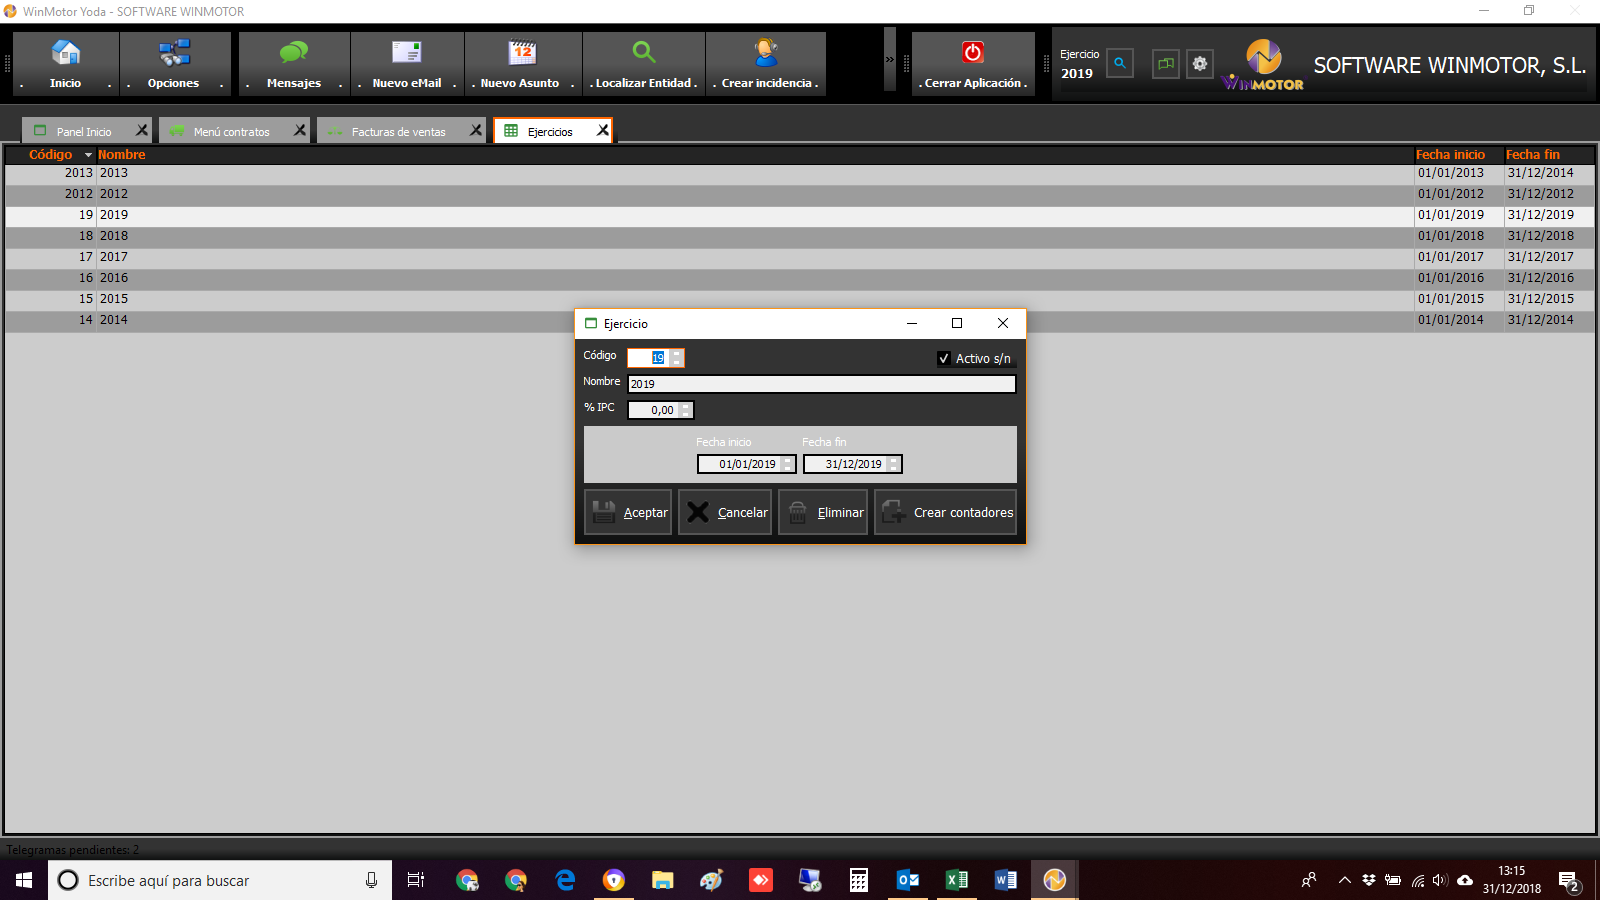 WinMotor Yoda - SOFTWARE WINMOTOR
. Inicio .
. Opciones .
. Mensajes .
. Nuevo eMail .
. Nuevo Asunto .
. Localizar Entidad .
. Crear incidencia .
»
. Cerrar Aplicación .
Ejercicio
2019
WINMOTOR
SOFTWARE WINMOTOR, S.L.
Panel Inicio
Menú contratos
Facturas de ventas
Ejercicios
Código Nombre Fecha inicio Fecha fin
2013 2013 01/01/2013 31/12/2014
2012 2012 01/01/2012 31/12/2012
19 2019 01/01/2019 31/12/2019
18 2018 01/01/2018 31/12/2018
17 2017 01/01/2017 31/12/2017
16 2016 01/01/2016 31/12/2016
15 2015 01/01/2015 31/12/2015
14 2014 01/01/2014 31/12/2014
Ejercicio
Código 19 Activo s/n
Nombre 2019
% IPC 0,00
Fecha inicio Fecha fin
01/01/2019 31/12/2019
Aceptar Cancelar Eliminar Crear contadores
Telegramas pendientes: 2
Escribe aquí para buscar
13:15
31/12/2018
2